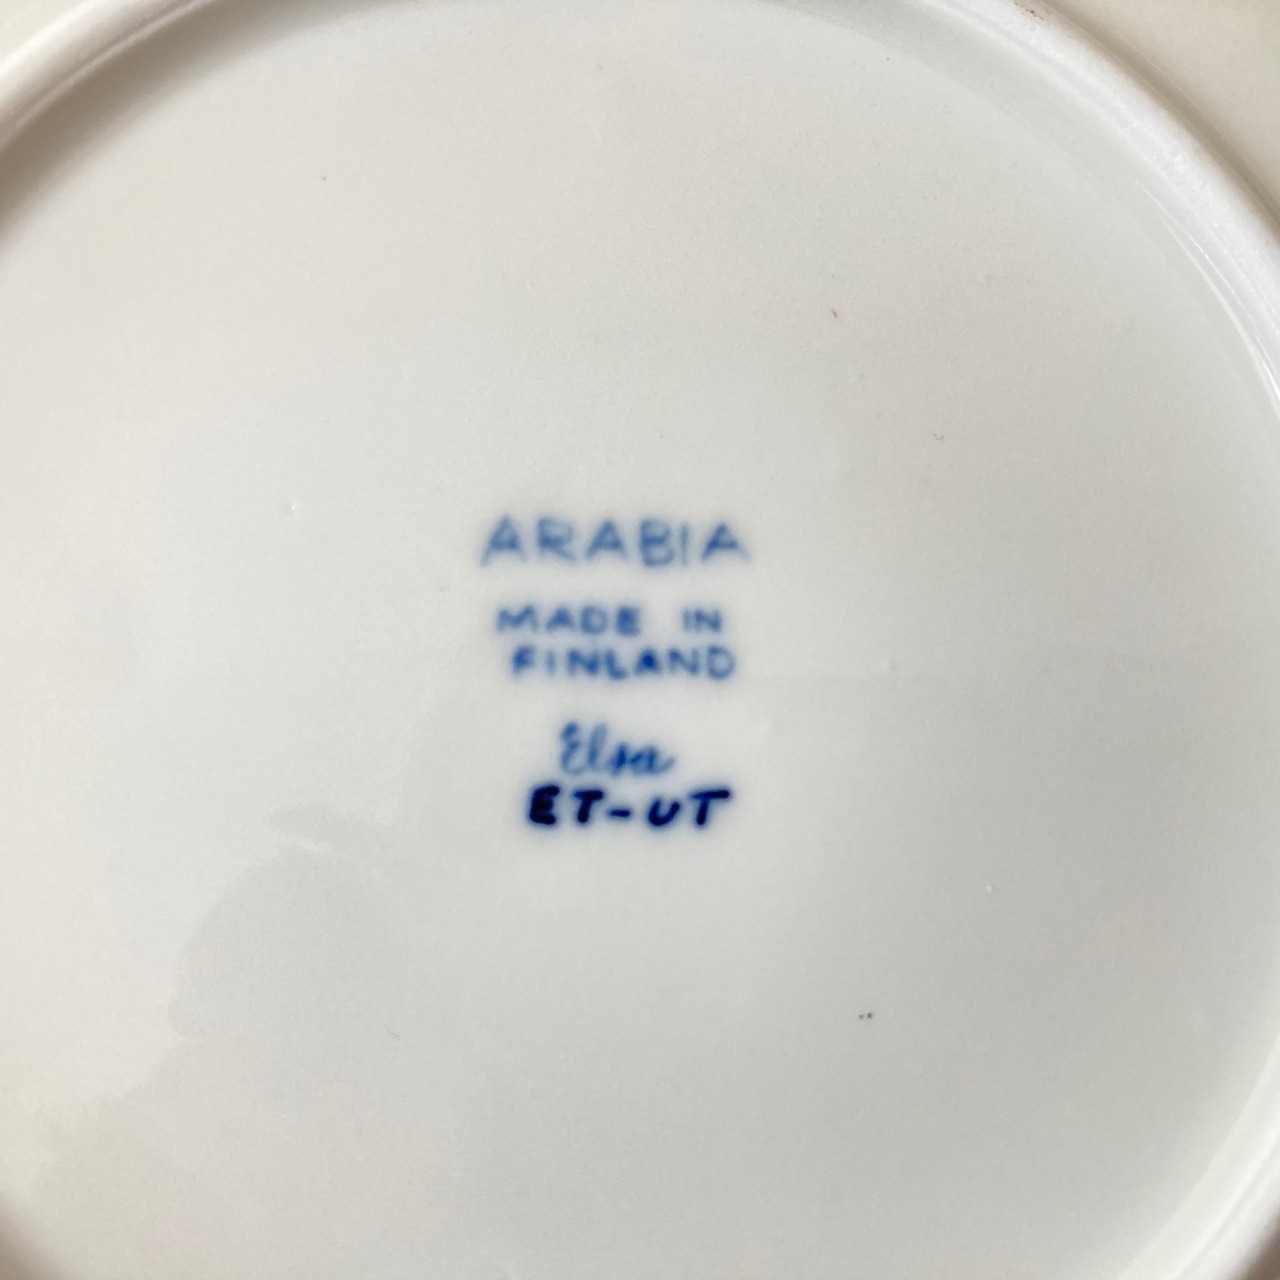 ARABIA
MADE IN
FINLAND
Elsa
ET-UT